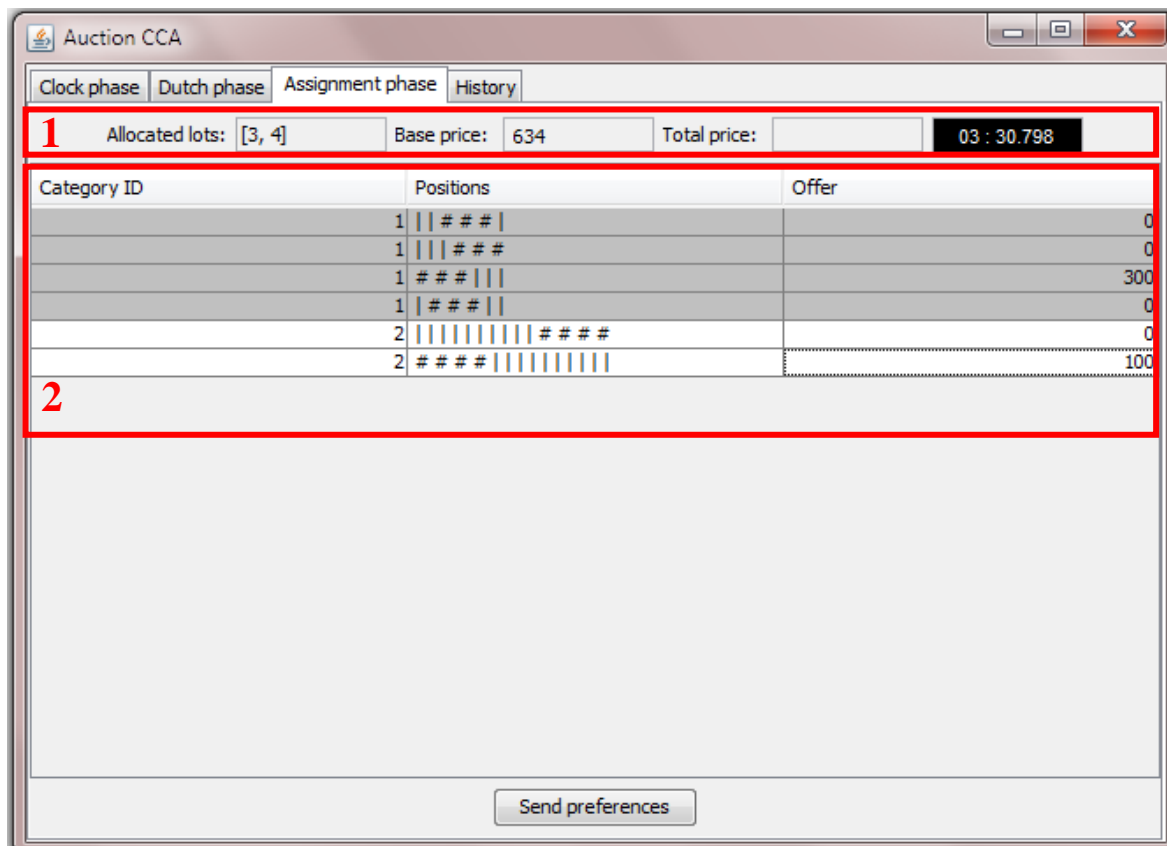 Auction CCA
Clock phase Dutch phase Assignment phase History
1 Allocated lots: [3, 4] Base price: 634 Total price: 03 : 30.798
Category ID Positions Offer
1 | | # # # | 0
1 | | | # # # 0
1 # # # | | | 300
1 | # # # | | 0
2 | | | | | | | | | | # # # # 0
2 # # # # | | | | | | | | | | 100
2
Send preferences